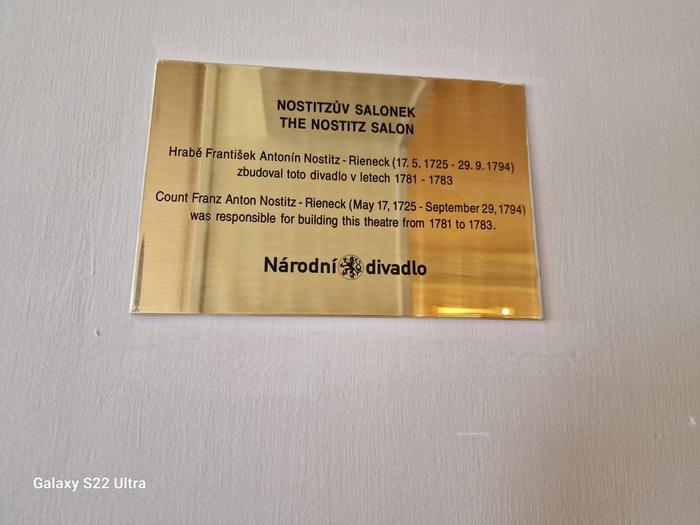 NOSTITZŮV SALONEK
THE NOSTITZ SALON
Hrabě František Antonín Nostitz - Rieneck (17. 5. 1725 - 29. 9. 1794)
zbudoval toto divadlo v letech 1781 - 1783
Count Franz Anton Nostitz - Rieneck (May 17, 1725 - September 29, 1794)
was responsible for building this theatre from 1781 to 1783.
Národní divadlo
Galaxy S22 Ultra